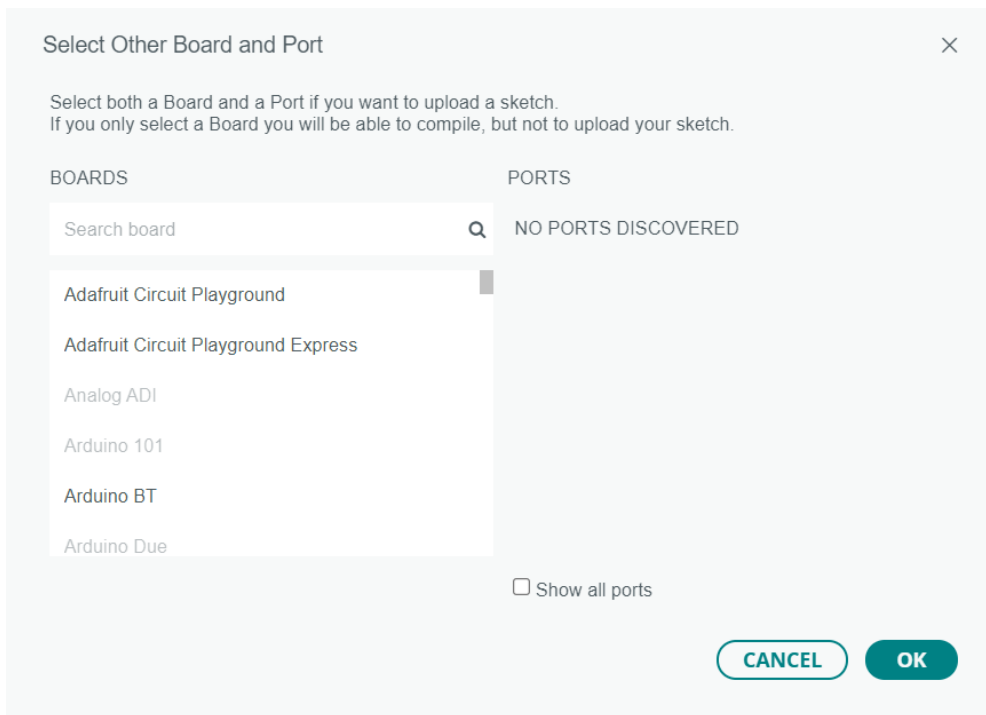 Select Other Board and Port
Select both a Board and a Port if you want to upload a sketch.
If you only select a Board you will be able to compile, but not to upload your sketch.
BOARDS
PORTS
Search board
NO PORTS DISCOVERED
Adafruit Circuit Playground
Adafruit Circuit Playground Express
Analog ADI
Arduino 101
Arduino BT
Arduino Due
Show all ports
CANCEL
OK